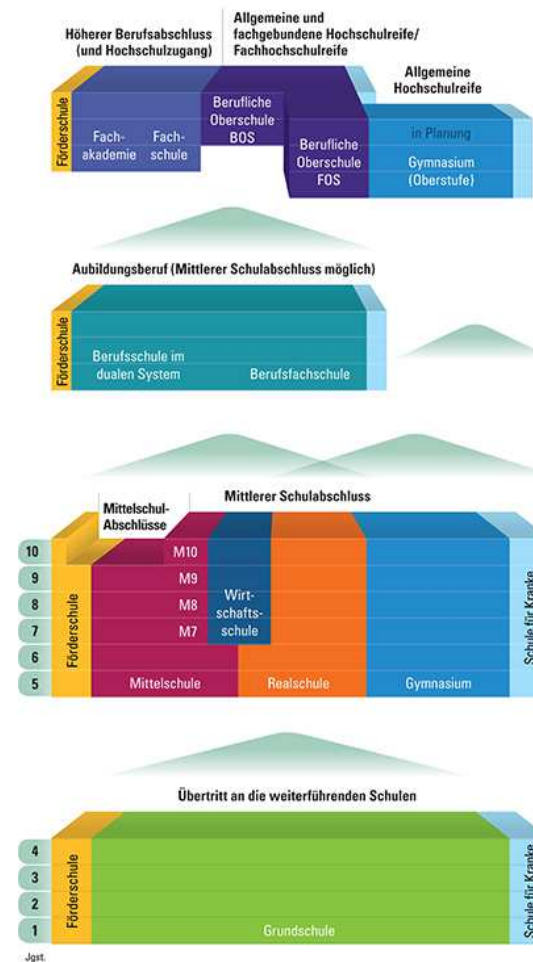 Höherer Berufsabschluss
(und Hochschulzugang)
Allgemeine und
fachgebundene Hochschulreife/
Fachhochschulreife
Allgemeine
Hochschulreife
Förderschule
Fach-
akademie
Fach-
schule
Berufliche
Oberschule
BOS
Berufliche
Oberschule
FOS
in Planung
Gymnasium
(Oberstufe)
Aubildungsberuf (Mittlerer Schulabschluss möglich)
Förderschule
Berufsschule im
dualen System
Berufsfachschule
Mittelschul-
Abschlüsse
Mittlerer Schulabschluss
10
9
8
7
6
5
Förderschule
M10
M9
M8
M7
Mittelschule
Wirt-
schafts-
schule
Realschule
Gymnasium
Schule für Kranke
Übertritt an die weiterführenden Schulen
4
3
2
1
Jgst.
Förderschule
Grundschule
Schule für Kranke